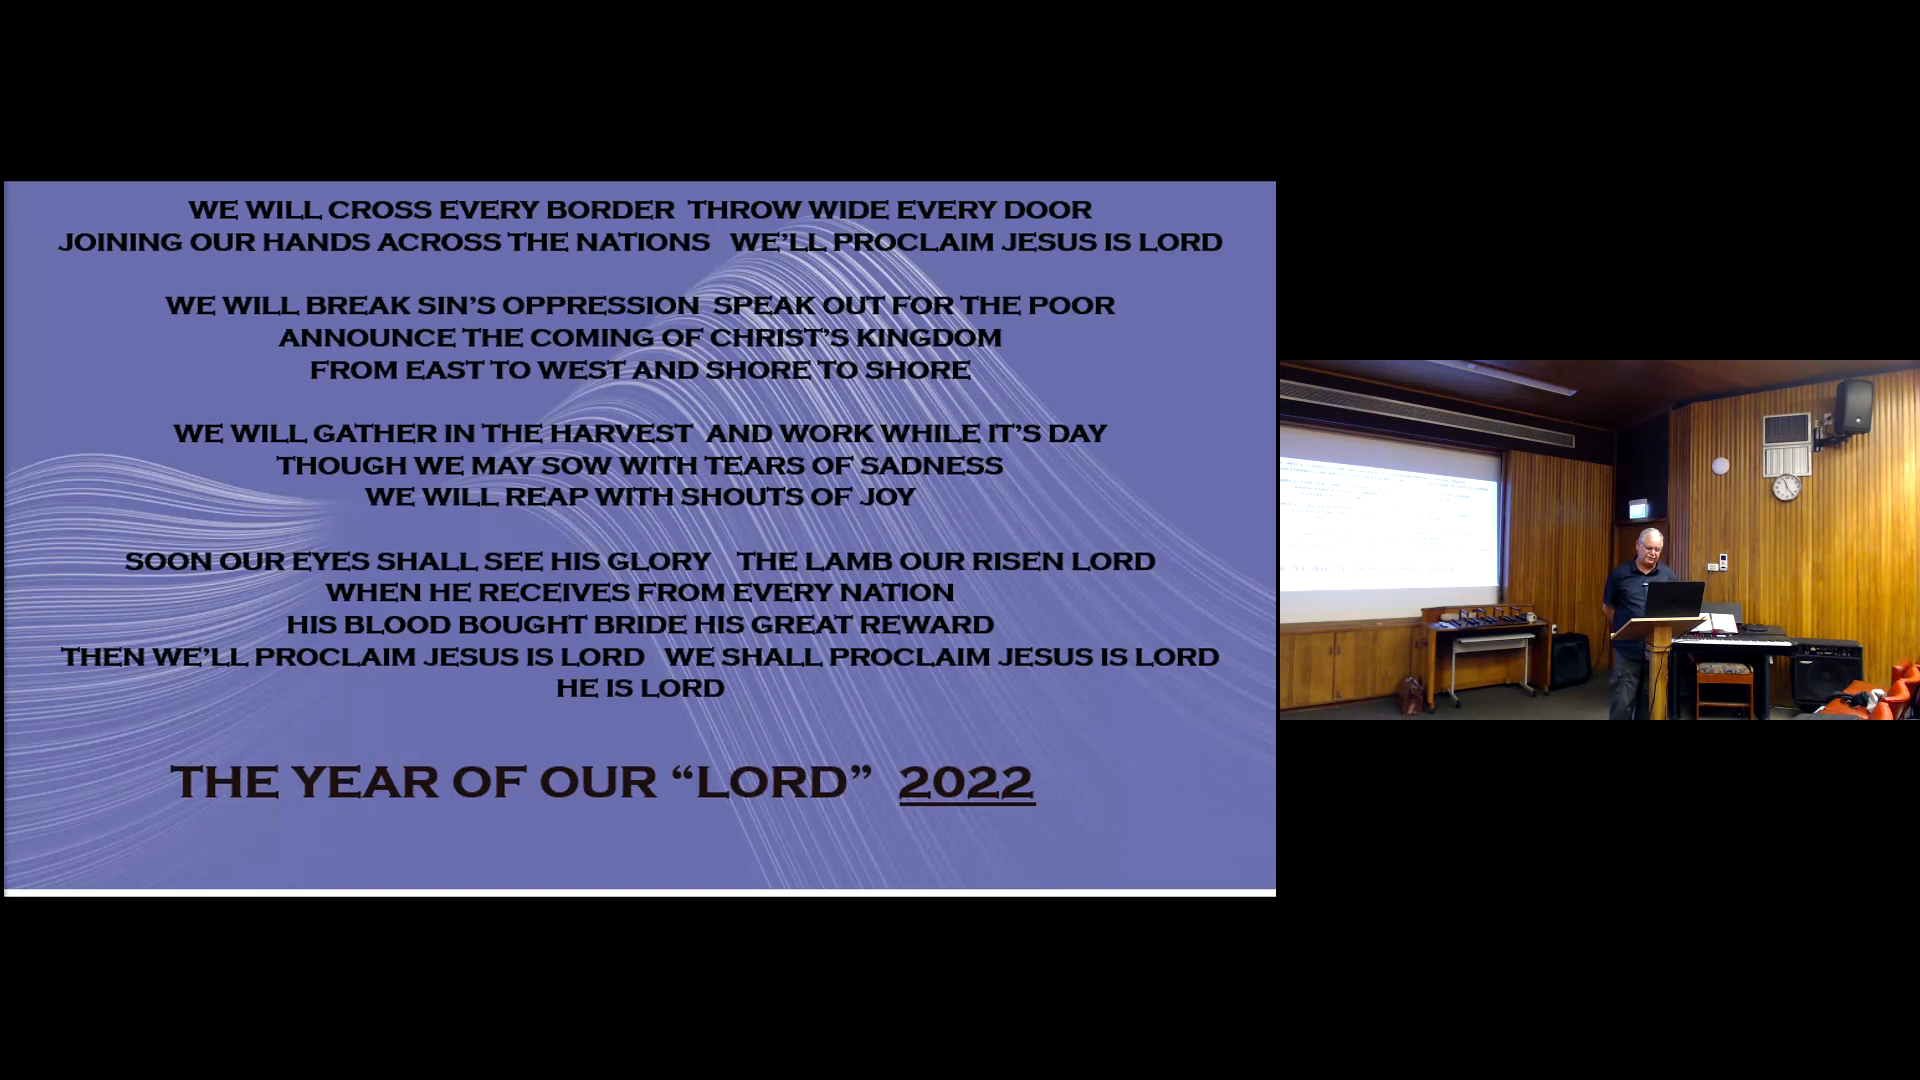 WE WILL CROSS EVERY BORDER THROW WIDE EVERY DOOR
JOINING OUR HANDS ACROSS THE NATIONS WE’LL PROCLAIM JESUS IS LORD
WE WILL BREAK SIN’S OPPRESSION SPEAK OUT FOR THE POOR
ANNOUNCE THE COMING OF CHRIST’S KINGDOM
FROM EAST TO WEST AND SHORE TO SHORE
WE WILL GATHER IN THE HARVEST AND WORK WHILE IT’S DAY
THOUGH WE MAY SOW WITH TEARS OF SADNESS
WE WILL REAP WITH SHOUTS OF JOY
SOON OUR EYES SHALL SEE HIS GLORY THE LAMB OUR RISEN LORD
WHEN HE RECEIVES FROM EVERY NATION
HIS BLOOD BOUGHT BRIDE HIS GREAT REWARD
THEN WE’LL PROCLAIM JESUS IS LORD WE SHALL PROCLAIM JESUS IS LORD
HE IS LORD
THE YEAR OF OUR “LORD” 2022